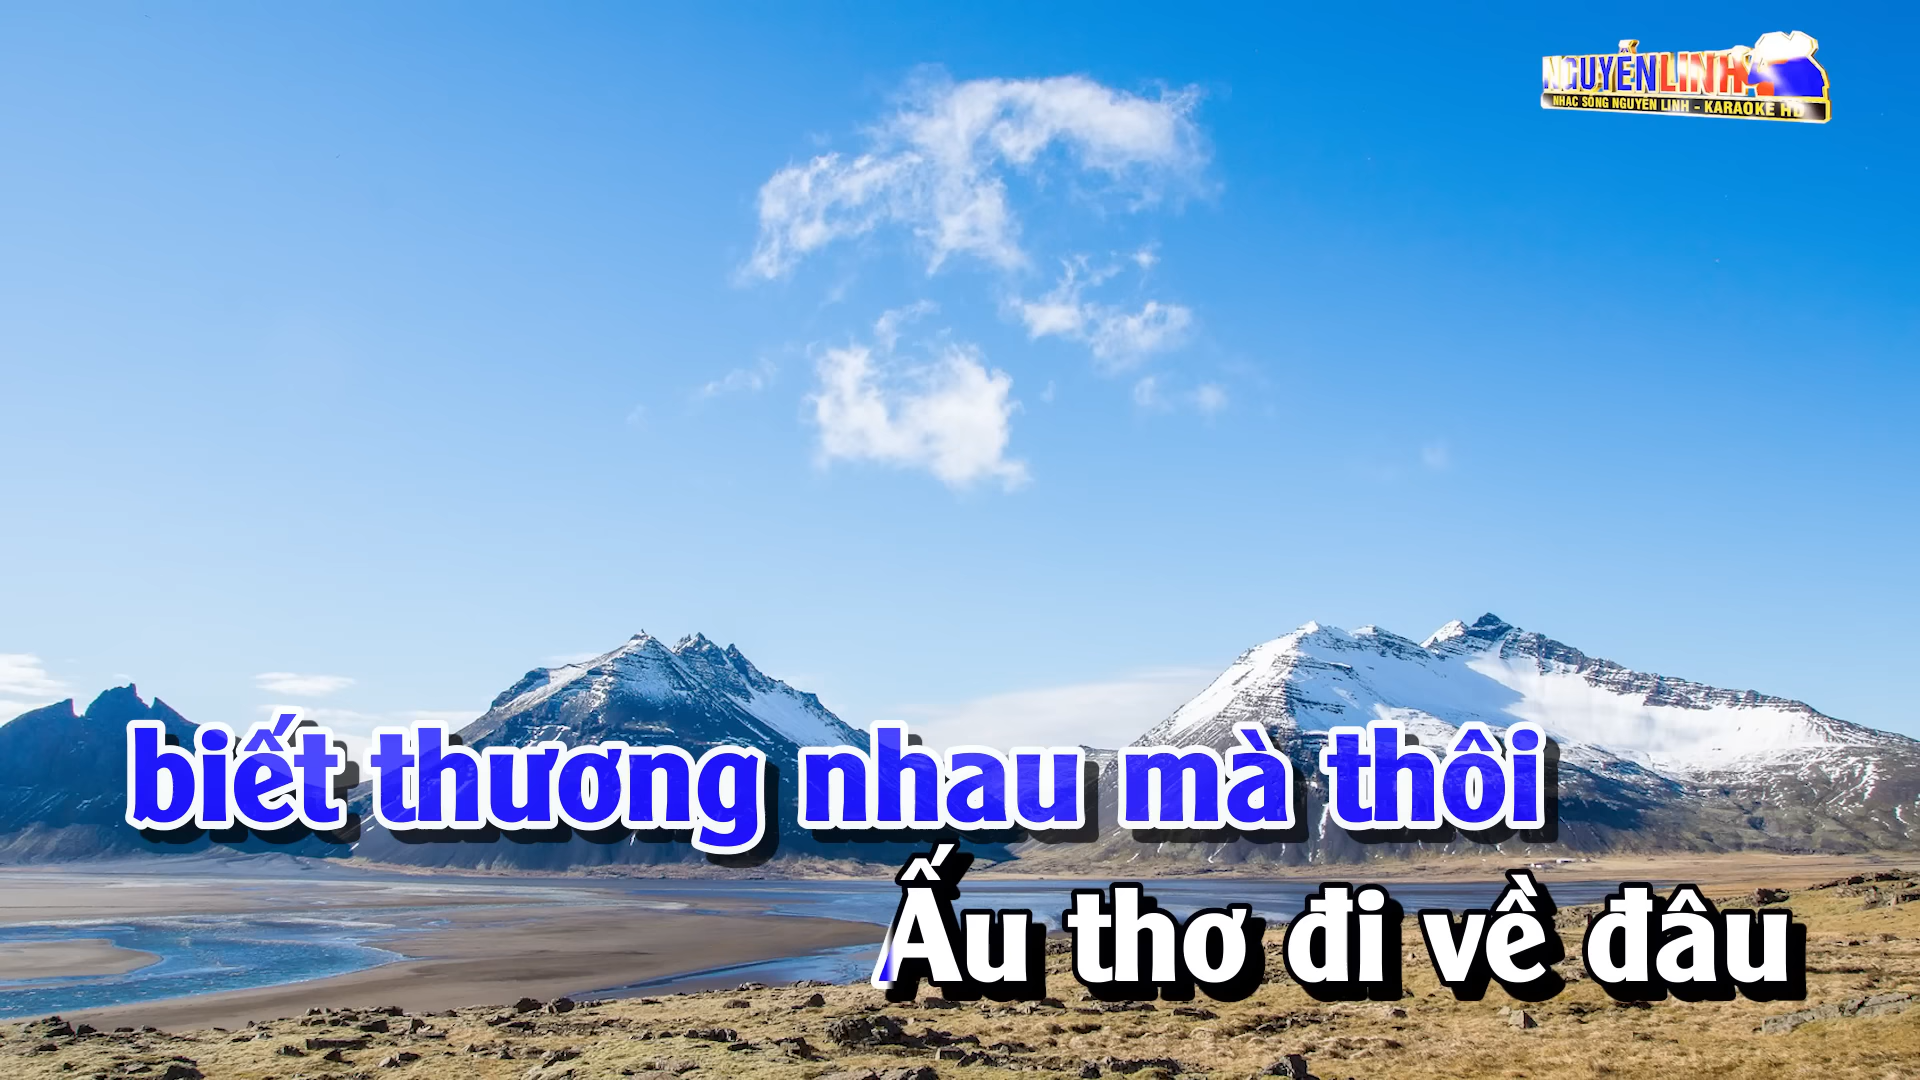 NGUYỄN LINH
NHẠC SỐNG NGUYỄN LINH - KARAOKE HD
biết thương nhau mà thôi
Ấu thơ đi về đâu